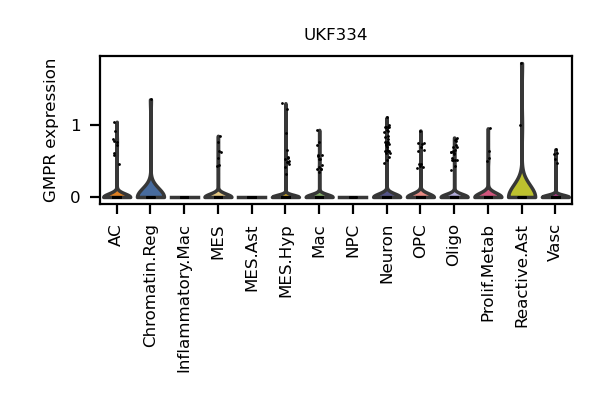 UKF334
GMPR expression
1
0
AC
Chromatin.Reg
Inflammatory.Mac
MES
MES.Ast
MES.Hyp
Mac
NPC
Neuron
OPC
Oligo
Prolif.Metab
Reactive.Ast
Vasc